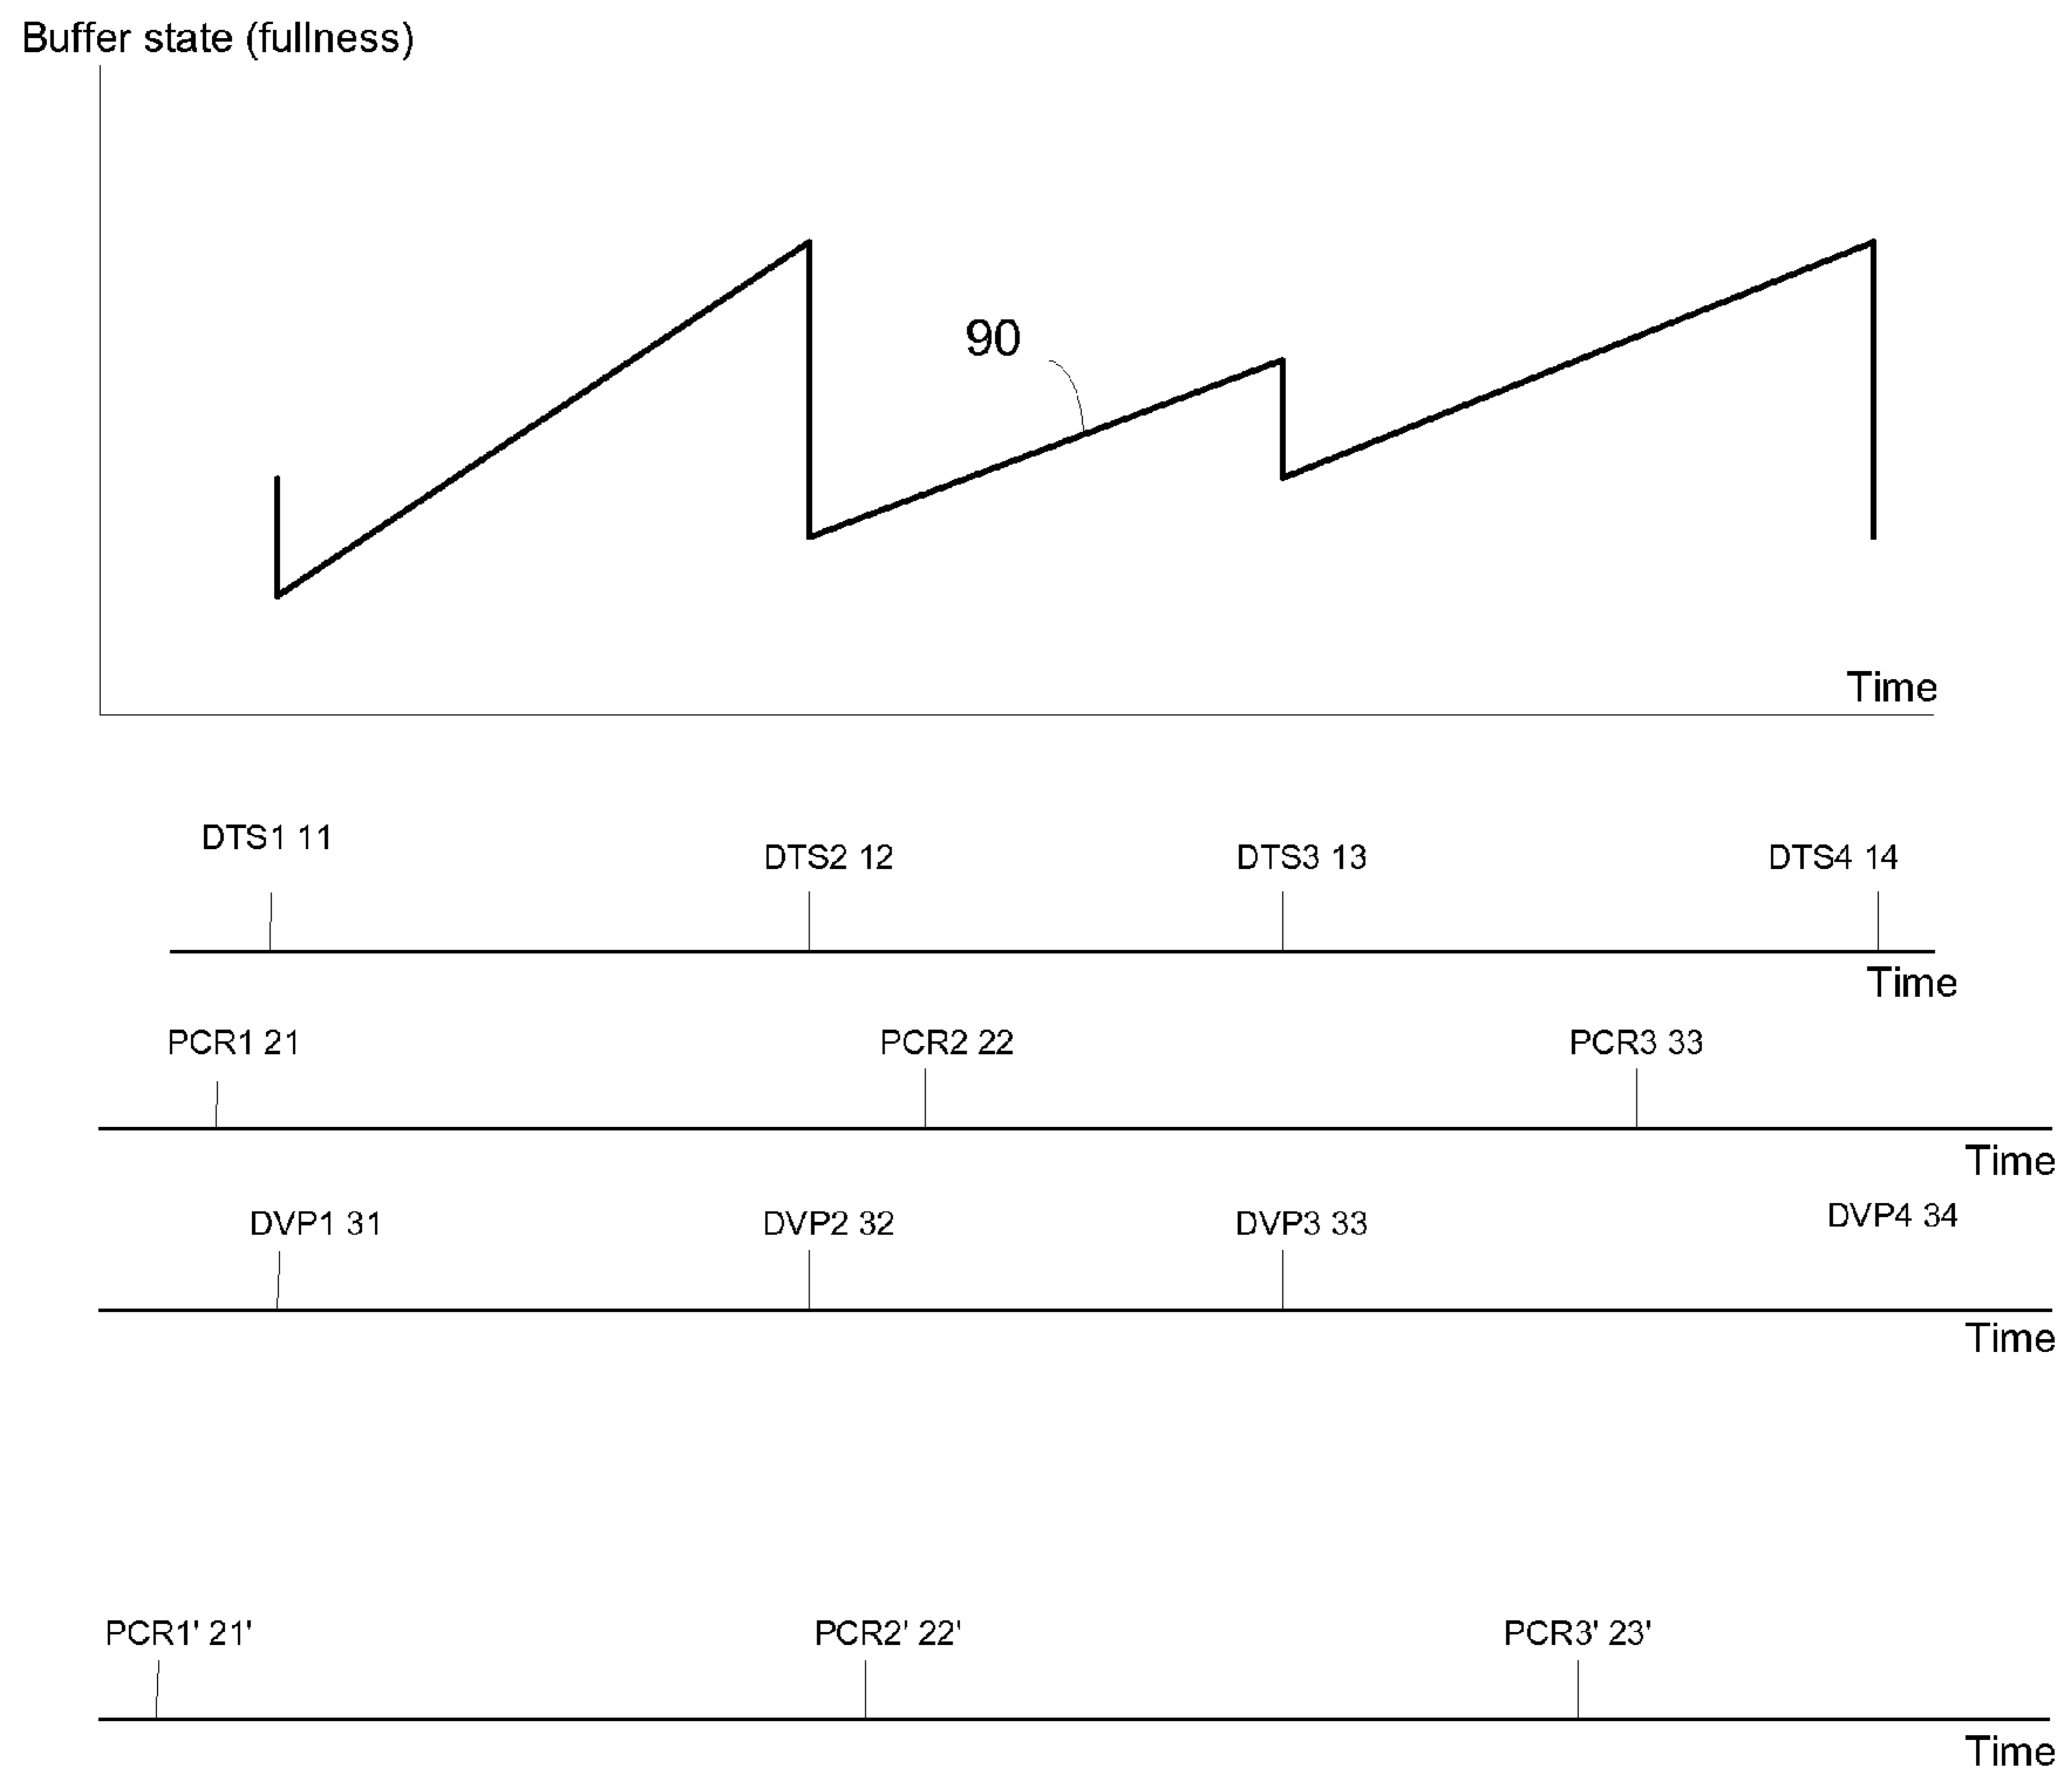 Buffer state (fullness)
90
Time
DTS1 11
DTS2 12
DTS3 13
DTS4 14
Time
PCR1 21
PCR2 22
PCR3 33
Time
DVP1 31
DVP2 32
DVP3 33
DVP4 34
Time
PCR1' 21'
PCR2' 22'
PCR3' 23'
Time